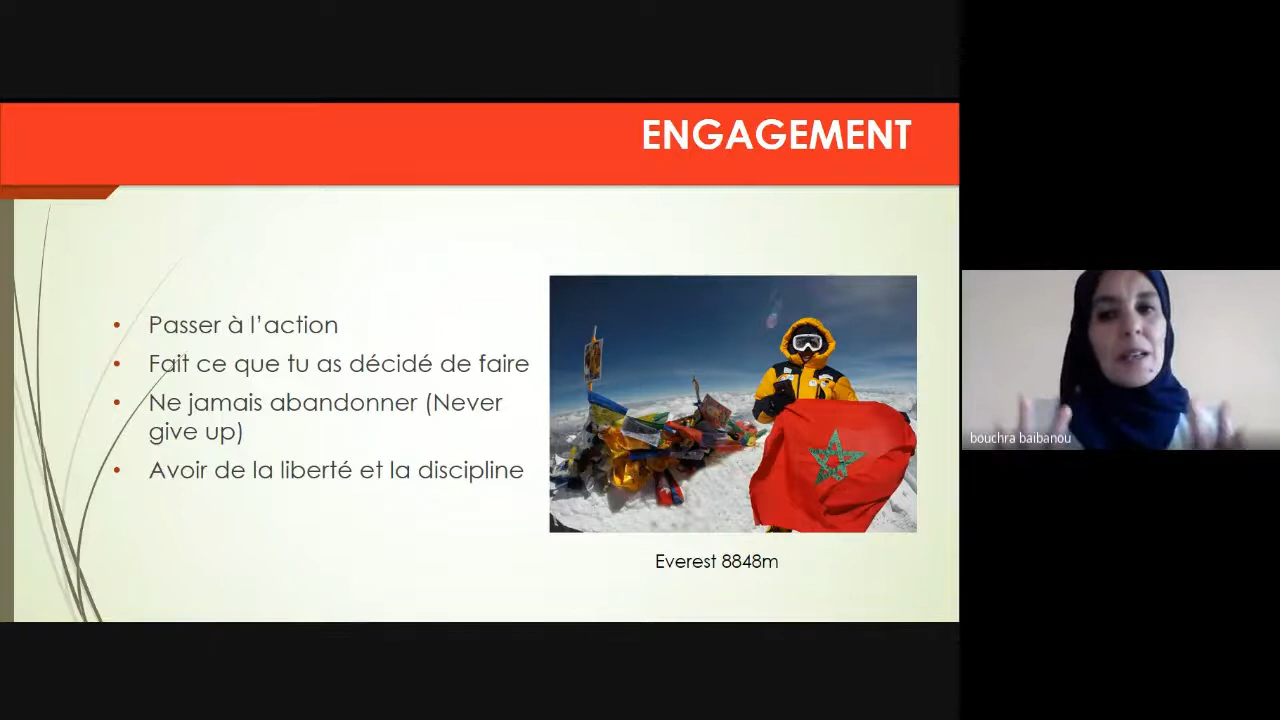 ENGAGEMENT
• Passer à l’action
• Fait ce que tu as décidé de faire
• Ne jamais abandonner (Never
give up)
• Avoir de la liberté et la discipline
Everest 8848m
bouchra baibanou